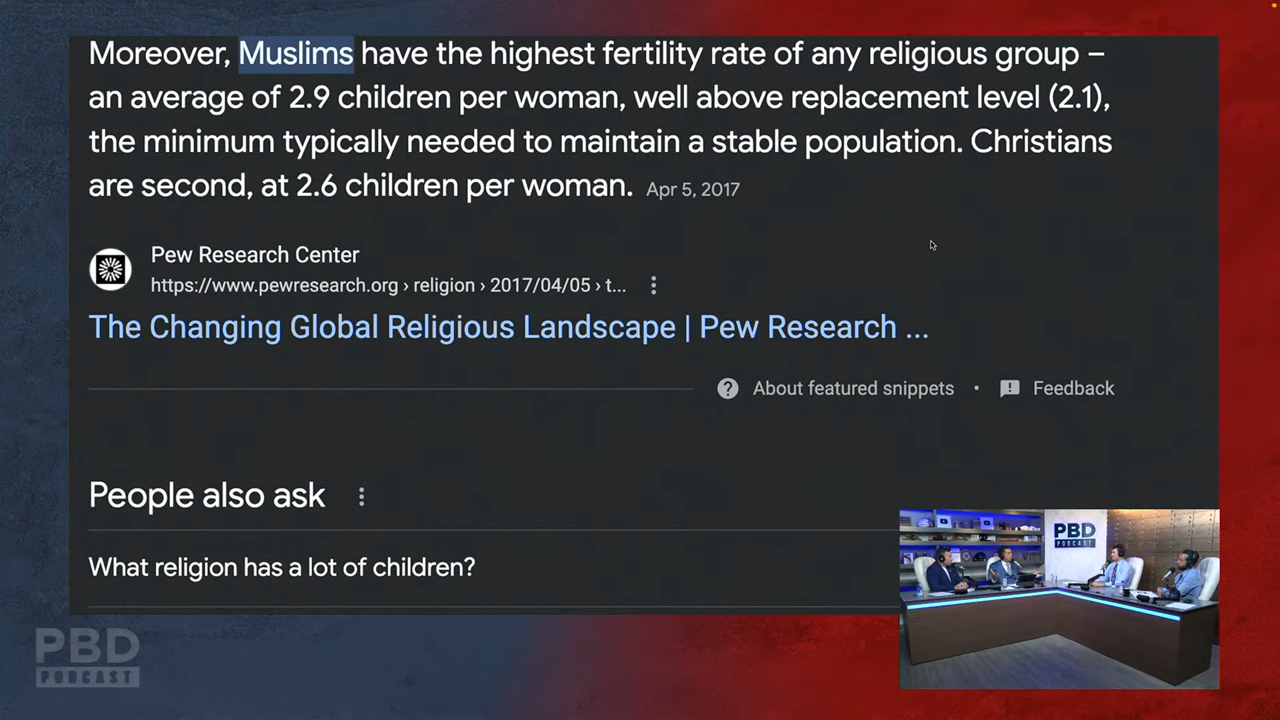 Moreover, Muslims have the highest fertility rate of any religious group –
an average of 2.9 children per woman, well above replacement level (2.1),
the minimum typically needed to maintain a stable population. Christians
are second, at 2.6 children per woman. Apr 5, 2017
Pew Research Center
https://www.pewresearch.org › religion › 2017/04/05 › t...
The Changing Global Religious Landscape | Pew Research ...
About featured snippets • Feedback
People also ask
What religion has a lot of children?
PBD
PODCAST
PBD
PODCAST